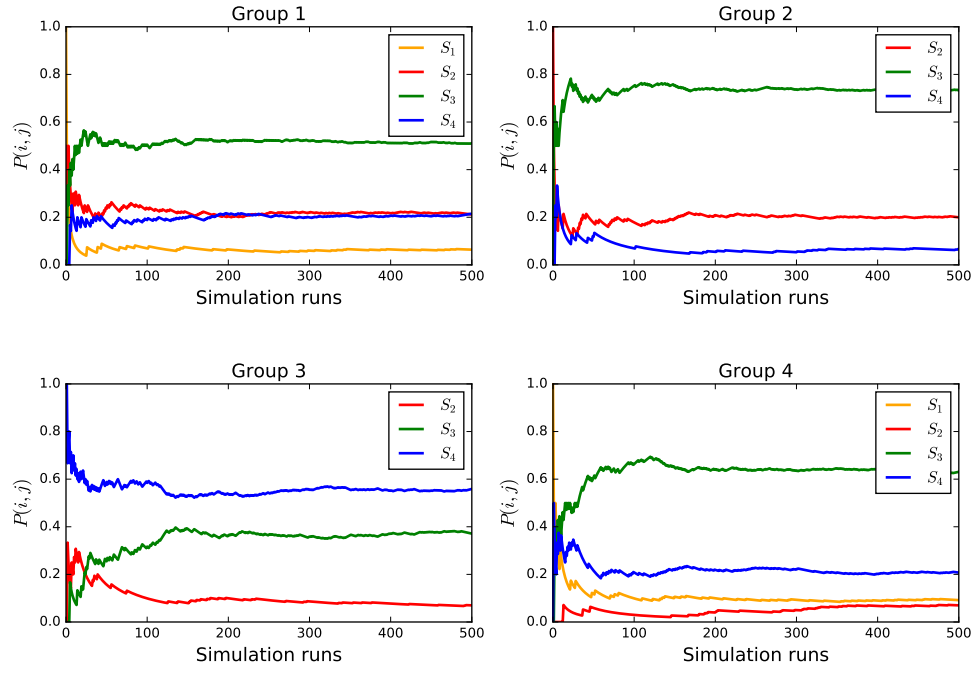 Group 1
P(i, j)
1.0
0.8
0.6
0.4
0.2
0.0
0 100 200 300 400 500
Simulation runs
S1
S2
S3
S4
Group 2
P(i, j)
1.0
0.8
0.6
0.4
0.2
0.0
0 100 200 300 400 500
Simulation runs
S2
S3
S4
Group 3
P(i, j)
1.0
0.8
0.6
0.4
0.2
0.0
0 100 200 300 400 500
Simulation runs
S2
S3
S4
Group 4
P(i, j)
1.0
0.8
0.6
0.4
0.2
0.0
0 100 200 300 400 500
Simulation runs
S1
S2
S3
S4